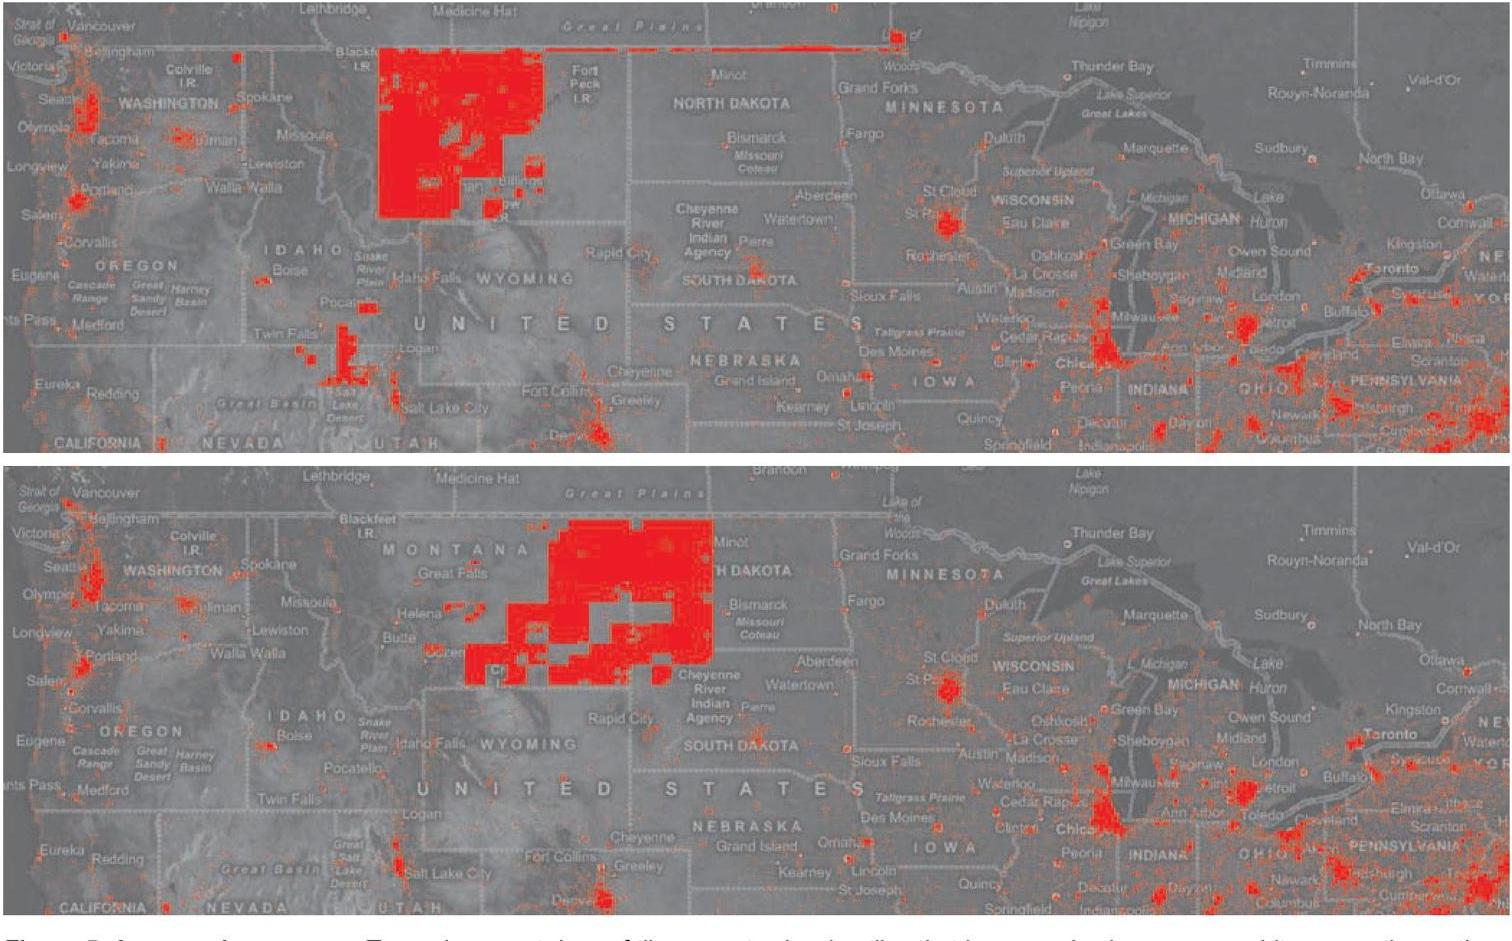 Lethbridge
Medicine Hat
Great Plains
Lake
Nipigon
Strait of
Georgia
Vancouver
Bellingham
Victoria
Blackfe
I.R.
Colville
I.R.
Fort
Peck
I.R.
Minot
Woods
Thunder Bay
Timmins
Val-d'Or
Rouyn-Noranda
Seattle
WASHINGTON
Spokane
NORTH DAKOTA
Grand Forks
MINNESOTA
Lake Superior
Great Lakes
Olympia
Tacoma
Missoula
Bismarck
Fargo
Duluth
Missouri
Coteau
Marquette
Sudbury
North Bay
Longview
Yakima
Lewiston
Portland
Walla Walla
Billings
Superior Upland
St Cloud
Aberdeen
WISCONSIN
L. Michigan
Lake
Huron
Ottawa
Salem
Cheyenne
River
Indian
Agency
Watertown
Eau Claire
MICHIGAN
Cornwall
Corvallis
IDAHO
Pierre
Green Bay
Owen Sound
Kingston
OREGON
Boise
Snake
River
Plain
Rapid City
Rochester
Oshkosh
Toronto
Eugene
Cascade
Range
Great
Sandy
Desert
Harney
Basin
Idaho Falls
WYOMING
SOUTH DAKOTA
La Crosse
Sheboygan
Midland
Pocatello
Sioux Falls
Austin
Madison
Saginaw
London
Buffalo
nts Pass
Medford
Twin Falls
UNITED STATES
Tallgrass Prairie
Waterloo
Milwaukee
Detroit
Logan
Des Moines
Cedar Rapids
Ann Arbor
Toledo
Cleveland
Elmira
Ithaca
Scranton
NEBRASKA
Clinton
Chicago
Eureka
Redding
Cheyenne
Grand Island
Omaha
IOWA
Peoria
INDIANA
OHIO
PENNSYLVANIA
Great Basin
Salt
Lake
Desert
Salt Lake City
Fort Collins
Greeley
Kearney
Lincoln
Quincy
Decatur
Dayton
Newark
CALIFORNIA
NEVADA
UTAH
St Joseph
Springfield
Indianapolis
Columbus
Lethbridge
Medicine Hat
Brandon
Great Plains
Lake
Nipigon
Strait of
Georgia
Vancouver
Bellingham
Victoria
Blackfeet
I.R.
Colville
I.R.
Lake of
Woods
Minot
Thunder Bay
Timmins
Val-d'Or
Rouyn-Noranda
MONTANA
Seattle
WASHINGTON
Spokane
Great Falls
TH DAKOTA
Grand Forks
MINNESOTA
Lake Superior
Great Lakes
Olympia
Tacoma
Missoula
Helena
Bismarck
Fargo
Duluth
Missouri
Coteau
Marquette
Sudbury
North Bay
Longview
Yakima
Lewiston
Butte
Portland
Walla Walla
Superior Upland
St Cloud
Aberdeen
WISCONSIN
L. Michigan
Lake
Huron
Ottawa
Salem
Cheyenne
River
Indian
Agency
Watertown
Eau Claire
MICHIGAN
Cornwall
Corvallis
IDAHO
Pierre
Green Bay
Owen Sound
Kingston
OREGON
Boise
Snake
River
Plain
Rapid City
Rochester
Oshkosh
Toronto
Eugene
Cascade
Range
Great
Sandy
Desert
Harney
Basin
Idaho Falls
WYOMING
SOUTH DAKOTA
La Crosse
Sheboygan
Midland
Pocatello
Sioux Falls
Austin
Madison
Saginaw
London
Buffalo
nts Pass
Medford
Twin Falls
UNITED STATES
Tallgrass Prairie
Waterloo
Milwaukee
Detroit
Logan
Des Moines
Cedar Rapids
Ann Arbor
Toledo
Cleveland
Elmira
Ithaca
Scranton
NEBRASKA
Clinton
Chic
Eureka
Redding
Cheyenne
Grand Island
Omaha
IOWA
Peoria
INDIANA
OHIO
PENNSYLVANIA
Great Basin
Great
Salt
Lake
Desert
Salt Lake City
Fort Collins
Greeley
Kearney
Lincoln
Quincy
Decatur
Dayton
Newark
CALIFORNIA
NEVADA
UTAH
Denver
St Joseph
Springfield
Indianapolis
Columbus